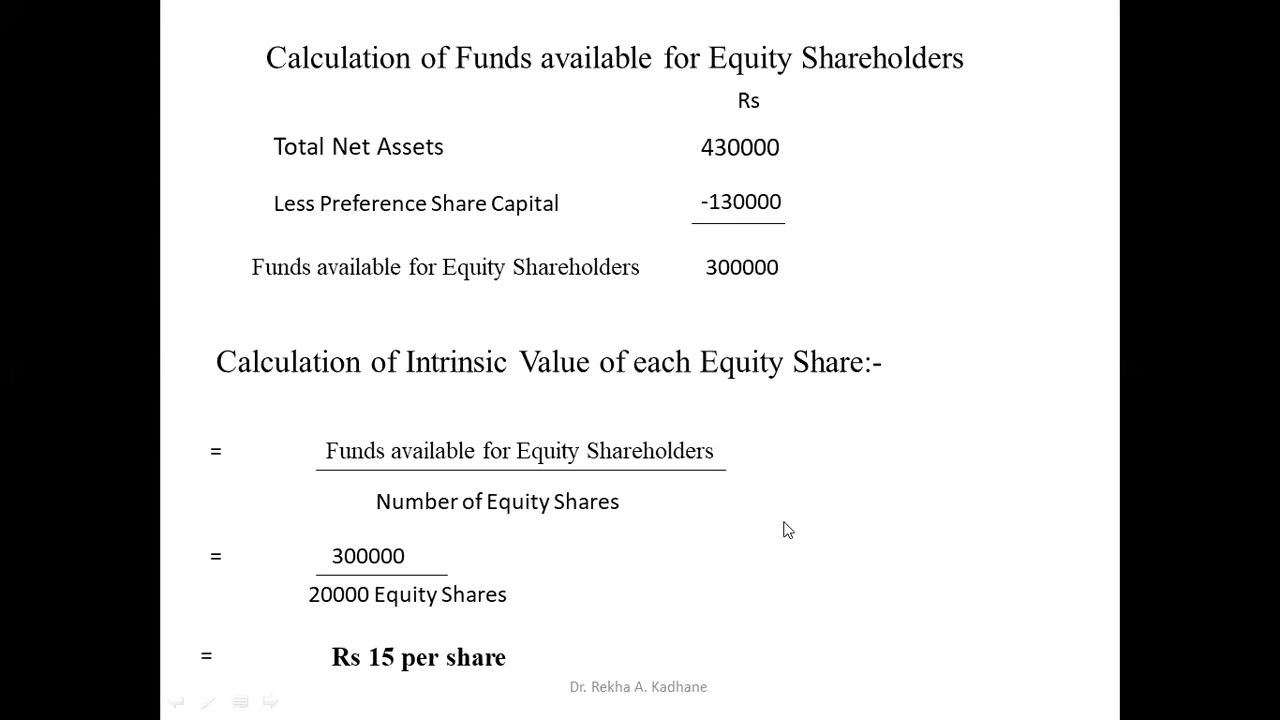 Calculation of Funds available for Equity Shareholders
Rs
Total Net Assets 430000
Less Preference Share Capital -130000
Funds available for Equity Shareholders 300000
Calculation of Intrinsic Value of each Equity Share:-
= Funds available for Equity Shareholders
Number of Equity Shares
= 300000
20000 Equity Shares
= Rs 15 per share
Dr. Rekha A. Kadhane